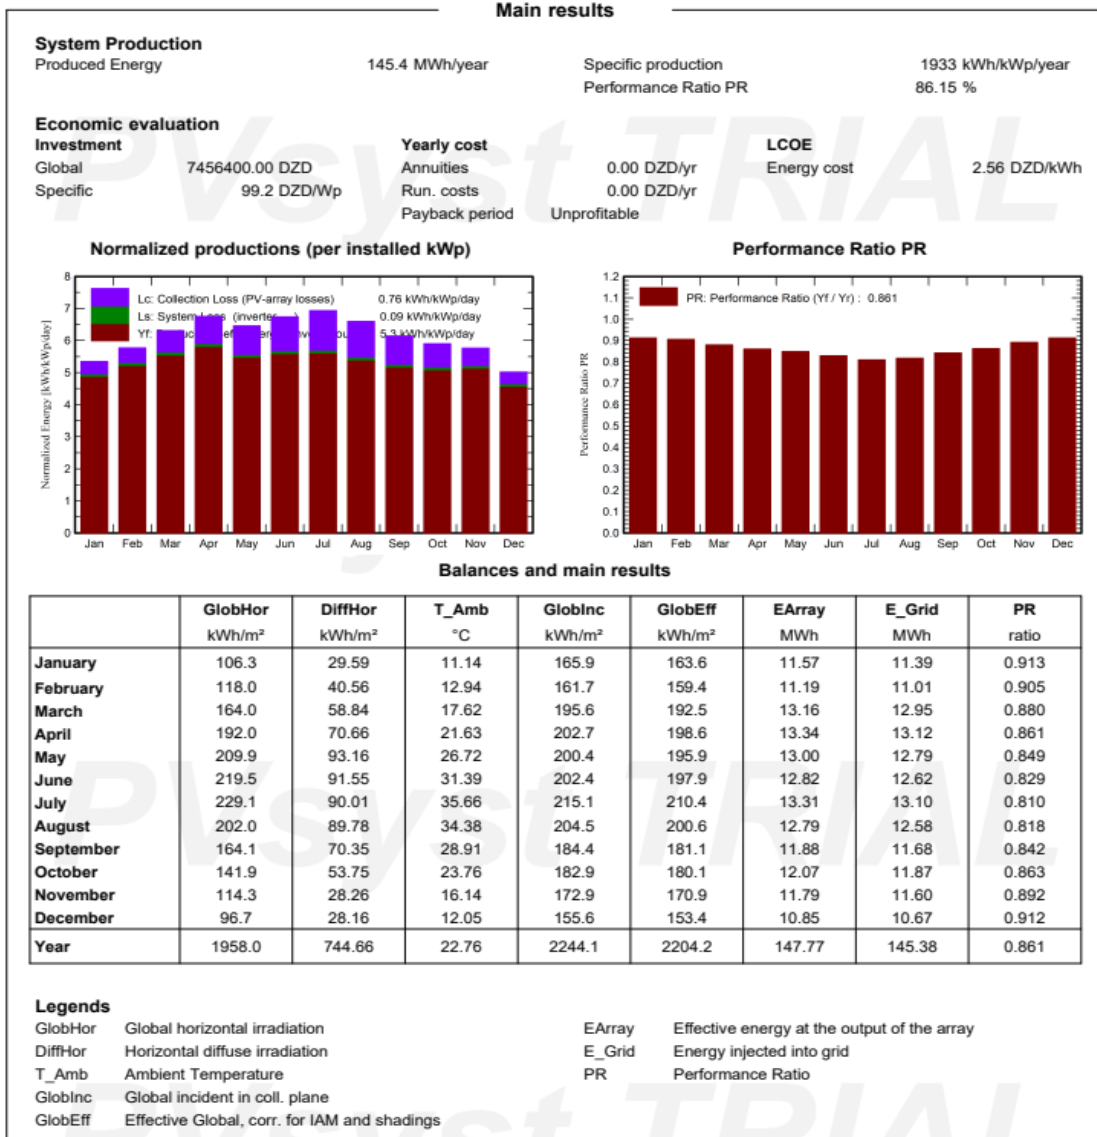 Main results
System Production
Produced Energy 145.4 MWh/year Specific production 1933 kWh/kWp/year
Performance Ratio PR 86.15 %
Economic evaluation
Investment Yearly cost LCOE
Global 7456400.00 DZD Annuities 0.00 DZD/yr Energy cost 2.56 DZD/kWh
Specific 99.2 DZD/Wp Run. costs 0.00 DZD/yr
Payback period Unprofitable
PVsyst TRIAL
Normalized productions (per installed kWp)
Normalized Energy [kWh/kWp/day]
8
7
6
5
4
3
2
1
0
Lc: Collection Loss (PV-array losses) 0.76 kWh/kWp/day
Ls: System Loss (inverter, ...) 0.09 kWh/kWp/day
Yf: 5.3 kWh/kWp/day
Jan Feb Mar Apr May Jun Jul Aug Sep Oct Nov Dec
Performance Ratio PR
Performance Ratio PR
1.2
1.1
1.0
0.9
0.8
0.7
0.6
0.5
0.4
0.3
0.2
0.1
0.0
PR: Performance Ratio (Yf / Yr) : 0.861
Jan Feb Mar Apr May Jun Jul Aug Sep Oct Nov Dec
Balances and main results
GlobHor DiffHor T_Amb GlobInc GlobEff EArray E_Grid PR
kWh/m² kWh/m² °C kWh/m² kWh/m² MWh MWh ratio
January 106.3 29.59 11.14 165.9 163.6 11.57 11.39 0.913
February 118.0 40.56 12.94 161.7 159.4 11.19 11.01 0.905
March 164.0 58.84 17.62 195.6 192.5 13.16 12.95 0.880
April 192.0 70.66 21.63 202.7 198.6 13.34 13.12 0.861
May 209.9 93.16 26.72 200.4 195.9 13.00 12.79 0.849
June 219.5 91.55 31.39 202.4 197.9 12.82 12.62 0.829
July 229.1 90.01 35.66 215.1 210.4 13.31 13.10 0.810
August 202.0 89.78 34.38 204.5 200.6 12.79 12.58 0.818
September 164.1 70.35 28.91 184.4 181.1 11.88 11.68 0.842
October 141.9 53.75 23.76 182.9 180.1 12.07 11.87 0.863
November 114.3 28.26 16.14 172.9 170.9 11.79 11.60 0.892
December 96.7 28.16 12.05 155.6 153.4 10.85 10.67 0.912
Year 1958.0 744.66 22.76 2244.1 2204.2 147.77 145.38 0.861
PVsyst TRIAL
Legends
GlobHor Global horizontal irradiation EArray Effective energy at the output of the array
DiffHor Horizontal diffuse irradiation E_Grid Energy injected into grid
T_Amb Ambient Temperature PR Performance Ratio
GlobInc Global incident in coll. plane
GlobEff Effective Global, corr. for IAM and shadings
PVsyst TRIAL